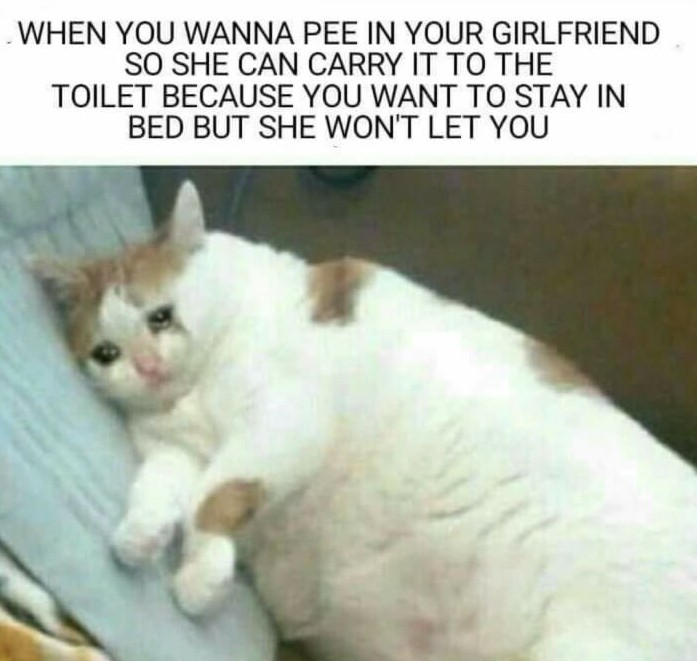 WHEN YOU WANNA PEE IN YOUR GIRLFRIEND
SO SHE CAN CARRY IT TO THE
TOILET BECAUSE YOU WANT TO STAY IN
BED BUT SHE WON'T LET YOU